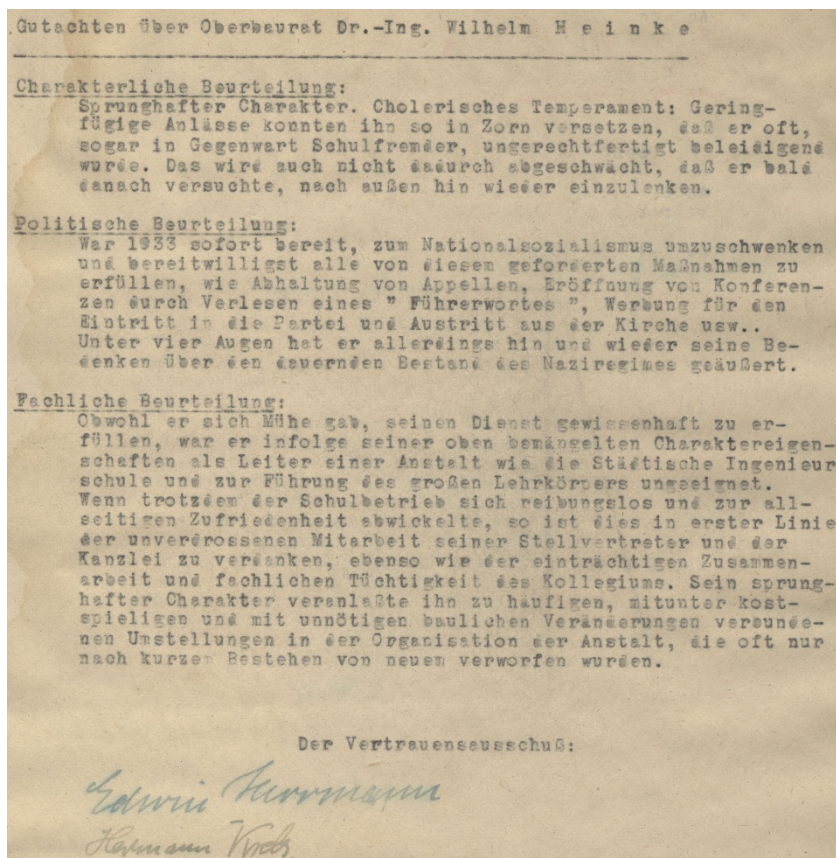 Gutachten über Oberbaurat Dr.-Ing. Wilhelm H e i n k e
Charakterliche Beurteilung:
Sprunghafter Charakter. Cholerisches Temperament: Gering-
fügige Anlässe konnten ihn so in Zorn versetzen, daß er oft,
sogar in Gegenwart Schulfremder, ungerechtfertigt beleidigend
wurde. Das wird auch nicht dadurch abgeschwächt, daß er bald
danach versuchte, nach außen hin wieder einzulenken.
Politische Beurteilung:
War 1933 sofort bereit, zum Nationalsozialismus umzuschwenken
und bereitwilligst alle von diesem geforderten Maßnahmen zu
erfüllen, wie Abhaltung von Appellen, Eröffnung von Konferen-
zen durch Verlesen eines " Führerwortes ", Werbung für den
Eintritt in die Partei und Austritt aus der Kirche usw..
Unter vier Augen hat er allerdings hin und wieder seine Be-
denken über den dauernden Bestand des Naziregimes geäußert.
Fachliche Beurteilung:
Obwohl er sich Mühe gab, seinen Dienst gewissenhaft zu er-
füllen, war er infolge seiner oben bemängelten Charaktereigen-
schaften als Leiter einer Anstalt wie die Städtische Ingenieur
schule und zur Führung des großen Lehrkörpers ungeeignet.
Wenn trotzdem der Schulbetrieb sich reibungslos und zur all-
seitigen Zufriedenheit abwickelte, so ist dies in erster Linie
der unverdrossenen Mitarbeit seiner Stellvertreter und der
Kanzlei zu verdanken, ebenso wir der einträchtigen Zusammen-
arbeit und fachlichen Tüchtigkeit des Kollegiums. Sein sprung-
hafter Charakter veranlaßte ihn zu häufigen, mitunter kost-
spieligen und mit unnötigen baulichen Veränderungen verbunde-
nen Umstellungen in der Organisation der Anstalt, die oft nur
nach kurzem Bestehen von neuem verworfen wurden.
Der Vertrauensausschuß:
Edwin Herrmann
Hermann